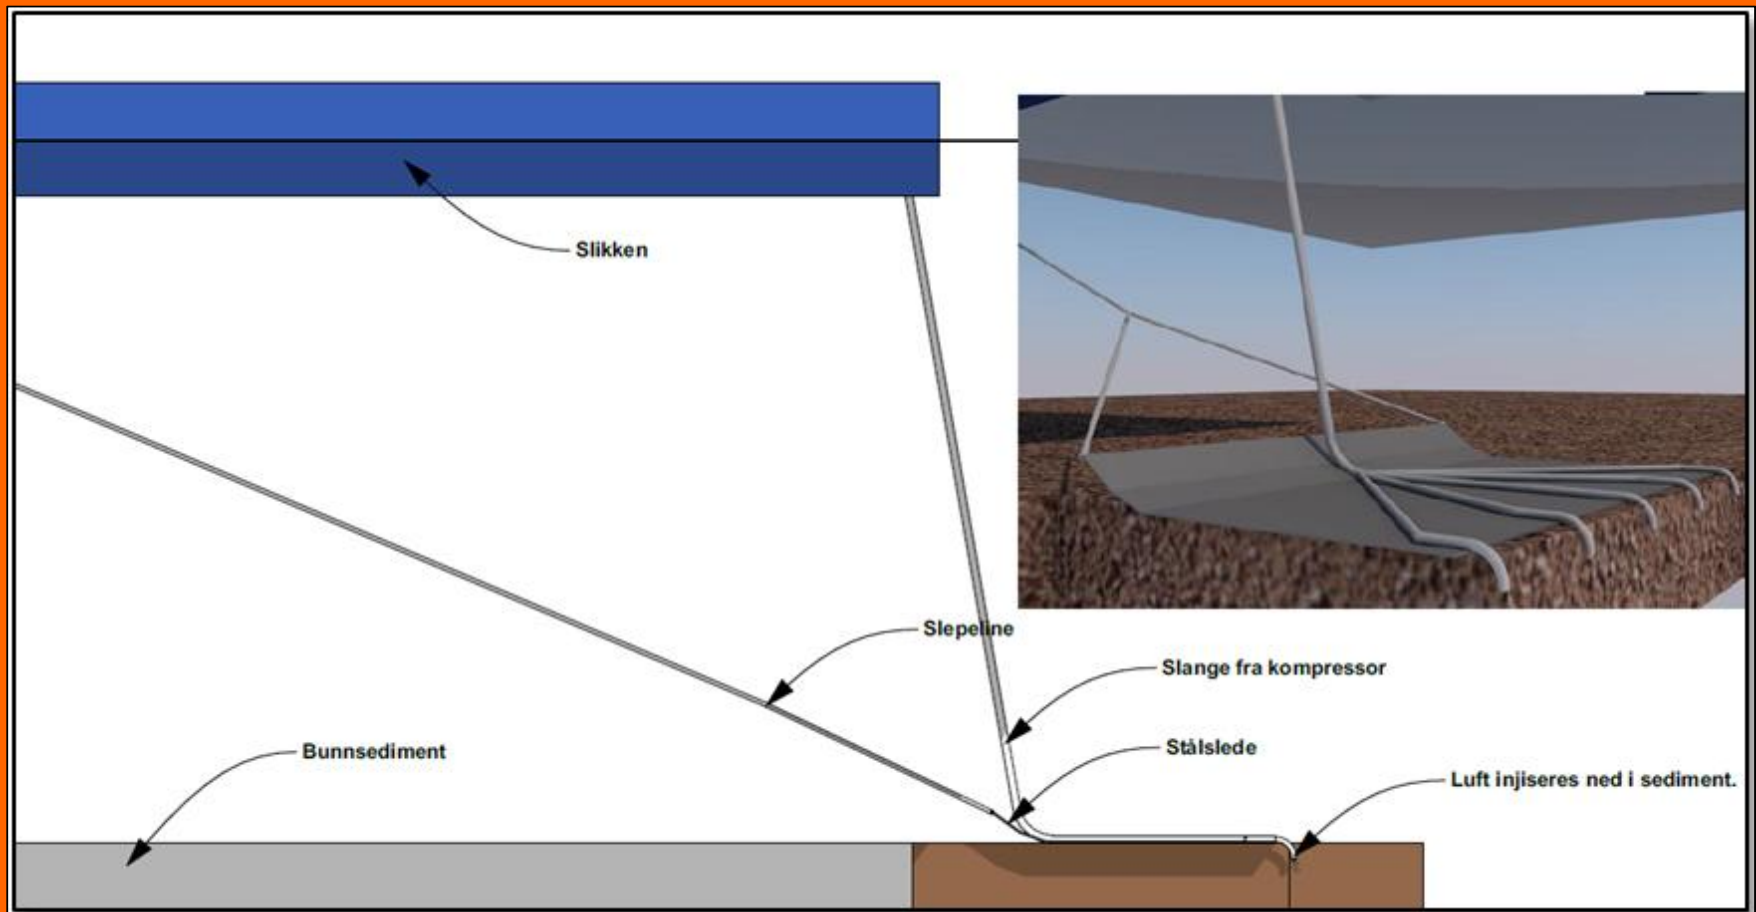 Slikken
Slepeline
Slange fra kompressor
Stålslede
Bunnsediment
Luft injiseres ned i sediment.